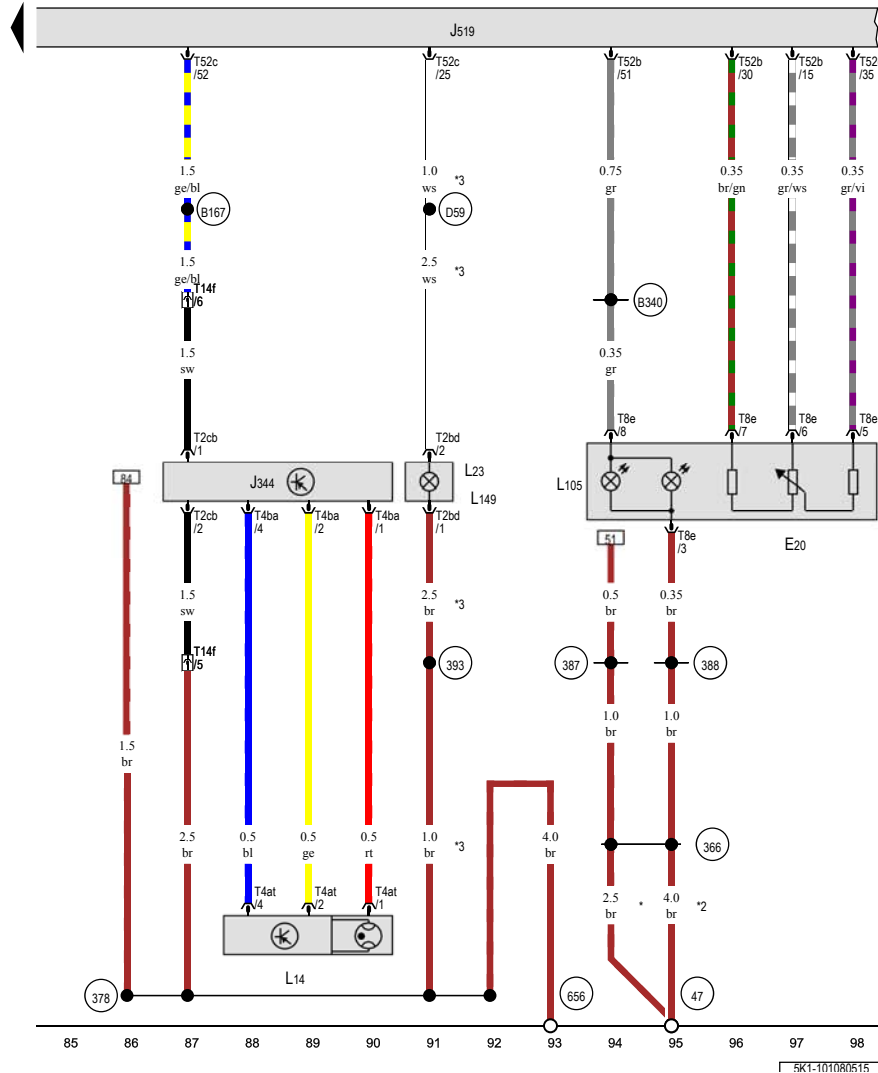 J519
T52c
/52
T52c
/25
T52b
/51
T52b
/30
T52b
/15
T52
/35
1.5
ge/bl
1.0
ws
*3
0.75
gr
0.35
br/gn
0.35
gr/ws
0.35
gr/vi
B167
D59
1.5
ge/bl
2.5
ws
*3
T14f
/6
B340
1.5
sw
0.35
gr
T2cb
/1
T2bd
/2
T8e
/8
T8e
/7
T8e
/6
T8e
/5
84
J344
L23
L149
L105
T2cb
/2
T4ba
/4
T4ba
/2
T4ba
/1
T2bd
/1
51
T8e
/3
E20
1.5
sw
2.5
br
*3
0.5
br
0.35
br
T14f
/5
393
387
388
1.5
br
1.0
br
1.0
br
2.5
br
0.5
bl
0.5
ge
0.5
rt
1.0
br
*3
4.0
br
366
T4at
/4
T4at
/2
T4at
/1
2.5
br
*
4.0
br
*2
L14
378
656
47
85 86 87 88 89 90 91 92 93 94 95 96 97 98
5K1-101080515